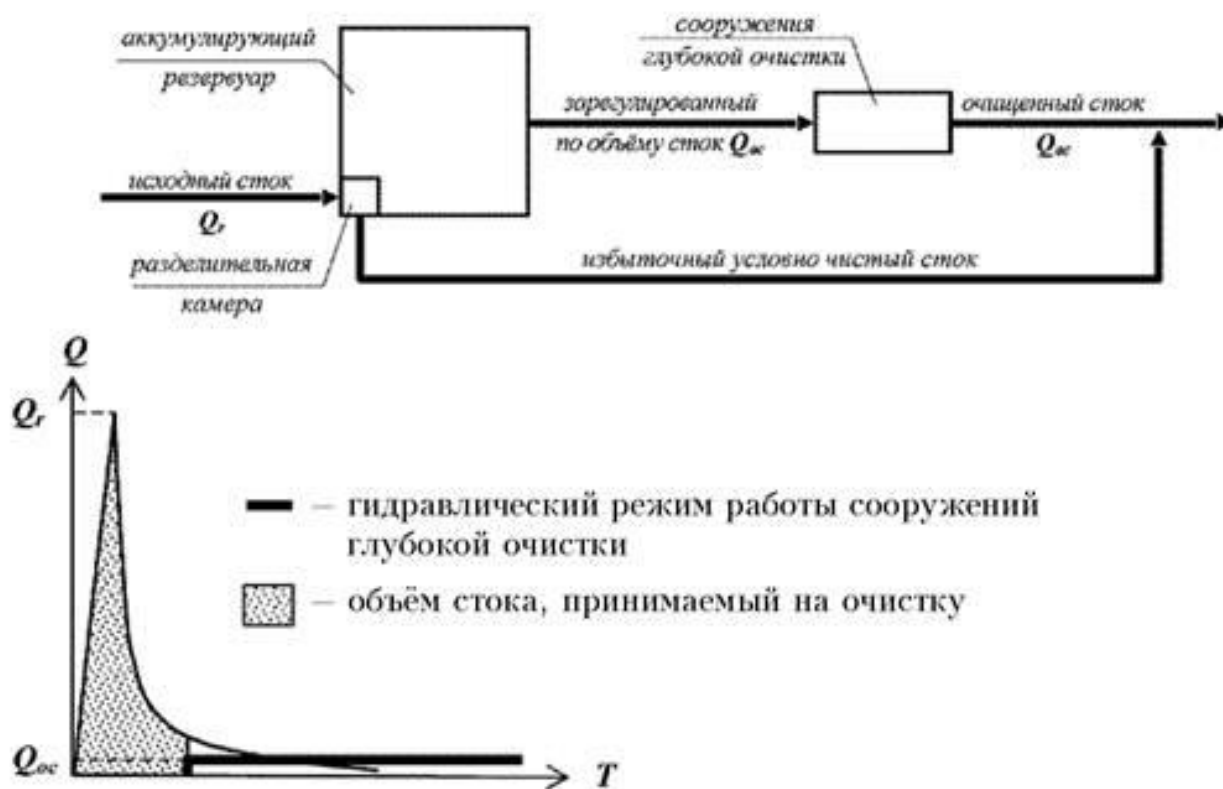 аккумулирующий
резервуар
сооружения
глубокой очистки
зарегулированный
по объёму сток Qос
очищенный сток
Qос
исходный сток
Qr
разделительная
камера
избыточный условно чистый сток
Q
Qr
– гидравлический режим работы сооружений
глубокой очистки
– объём стока, принимаемый на очистку
Qос
T